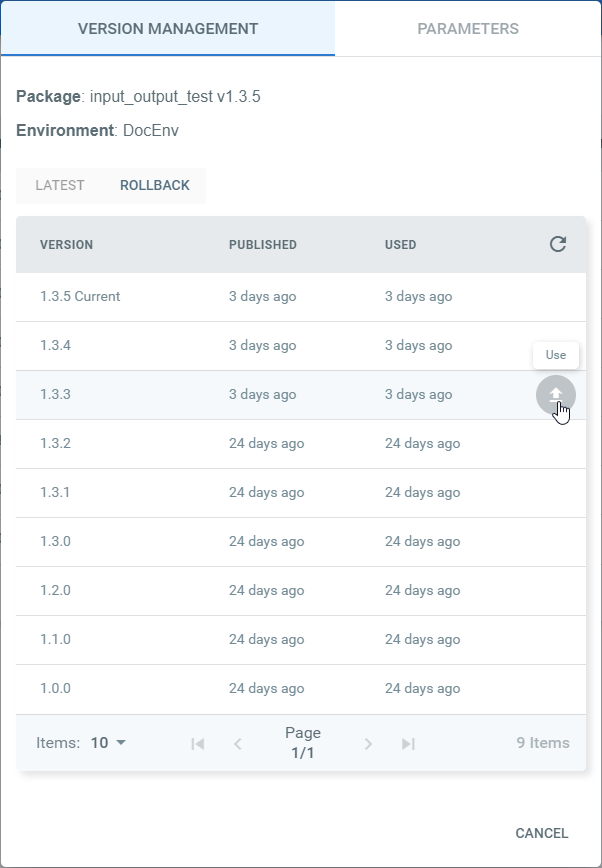 VERSION MANAGEMENT PARAMETERS
Package: input_output_test v1.3.5
Environment: DocEnv
LATEST ROLLBACK
VERSION PUBLISHED USED
1.3.5 Current 3 days ago 3 days ago
1.3.4 3 days ago 3 days ago
Use
1.3.3 3 days ago 3 days ago
1.3.2 24 days ago 24 days ago
1.3.1 24 days ago 24 days ago
1.3.0 24 days ago 24 days ago
1.2.0 24 days ago 24 days ago
1.1.0 24 days ago 24 days ago
1.0.0 24 days ago 24 days ago
Items: 10 Page 9 Items
1/1
CANCEL